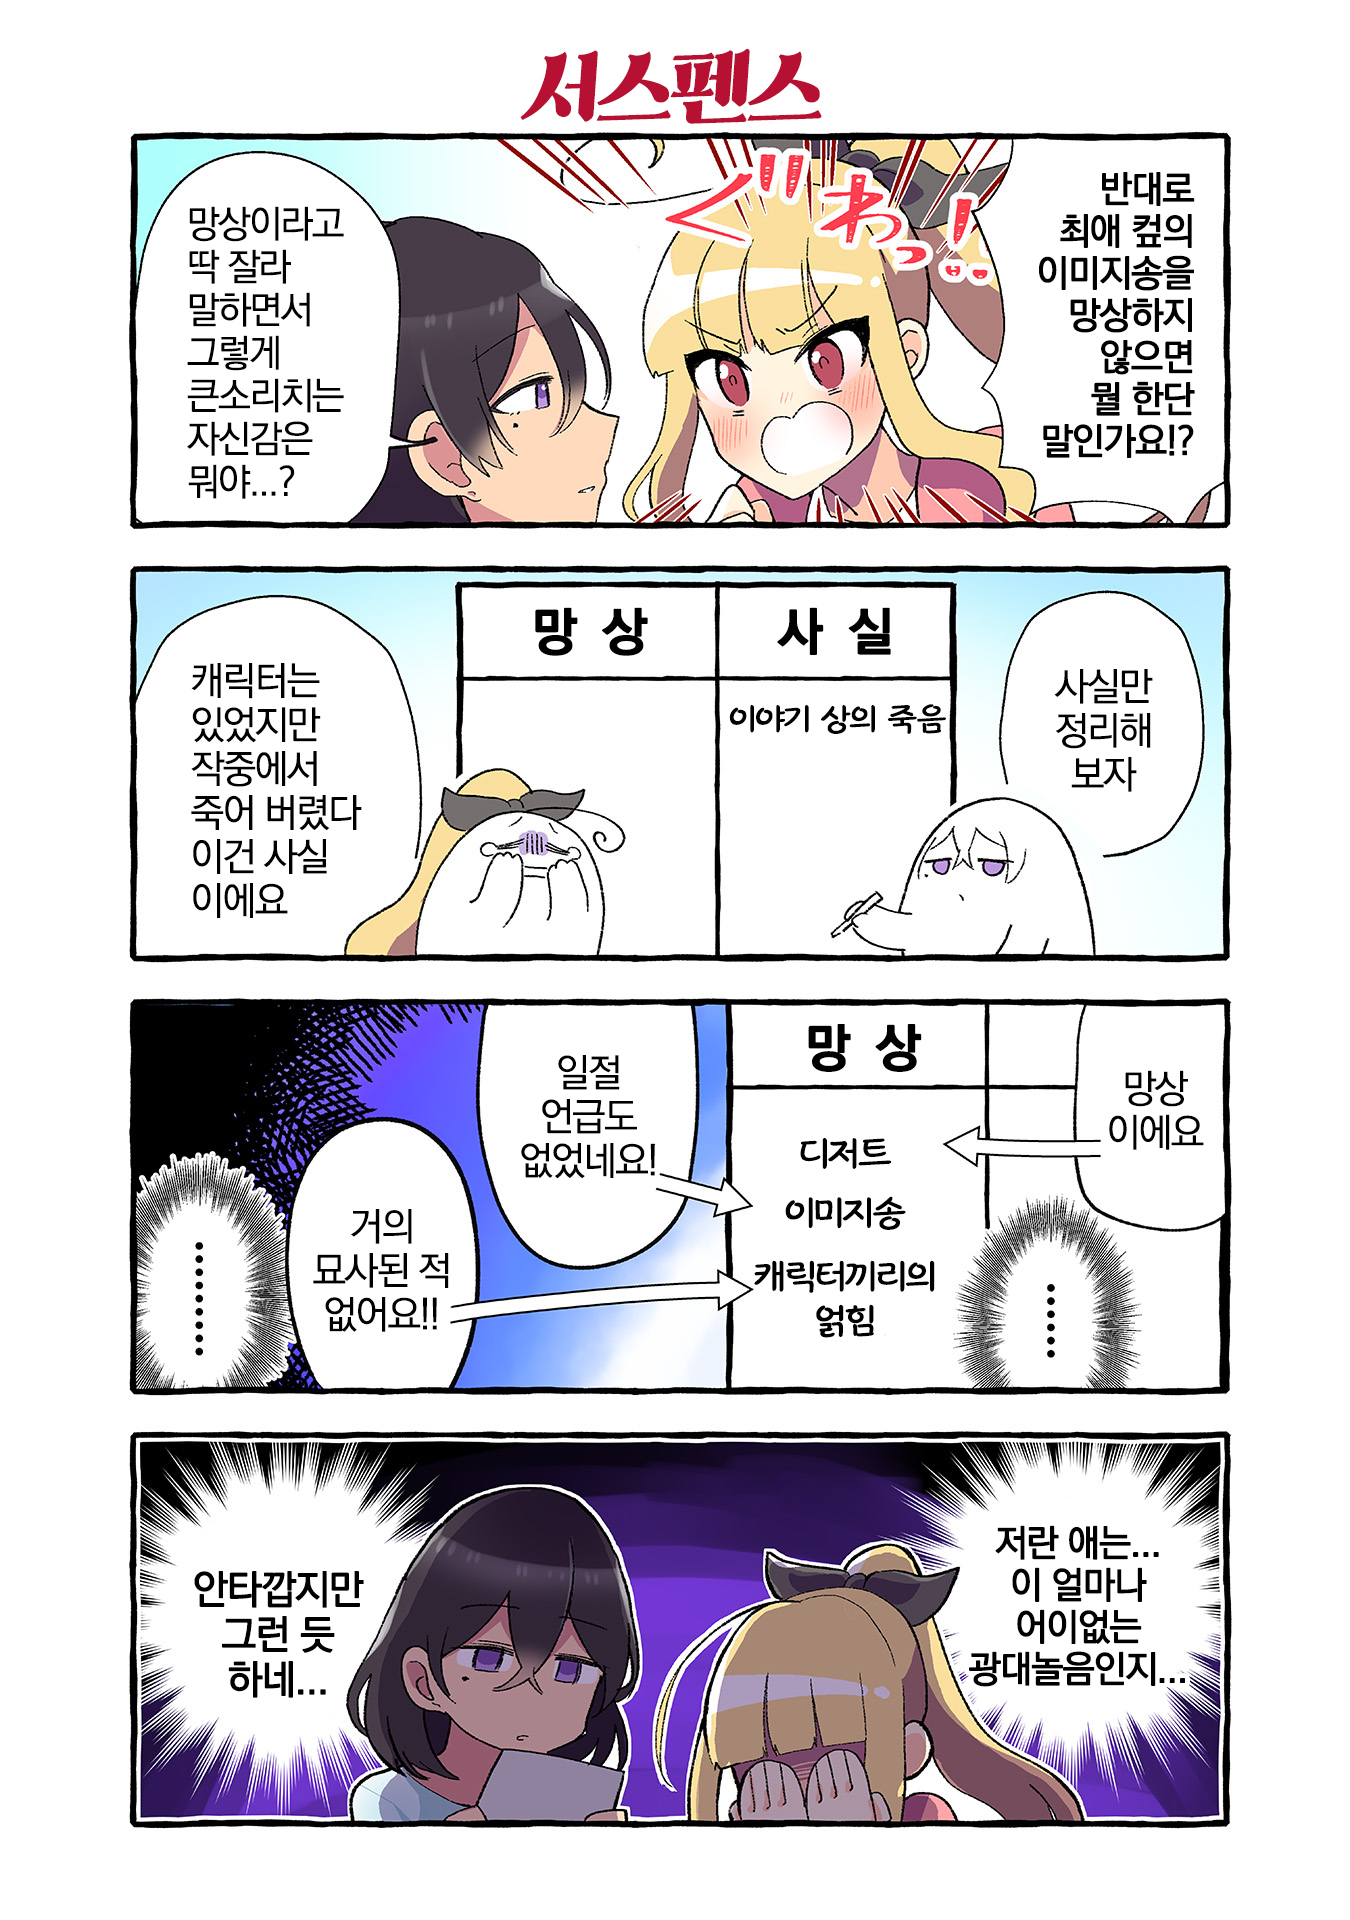 서스펜스
반대로
최애 컾의
이미지송을
망상하지
않으면
뭘 한단
말인가요!?
ぐわっ!!
망상이라고
딱 잘라
말하면서
그렇게
큰소리치는
자신감은
뭐야...?
사실만
정리해
보자
망 상
사 실
이야기 상의 죽음
캐릭터는
있었지만
작중에서
죽어 버렸다
이건 사실
이에요
망상
이에요
망 상
디저트
이미지송
캐릭터끼리의
얽힘
......
일절
언급도
없었네요!
거의
묘사된 적
없어요!!
.........
저란 애는...
이 얼마나
어이없는
광대놀음인지...
안타깝지만
그런 듯
하네...